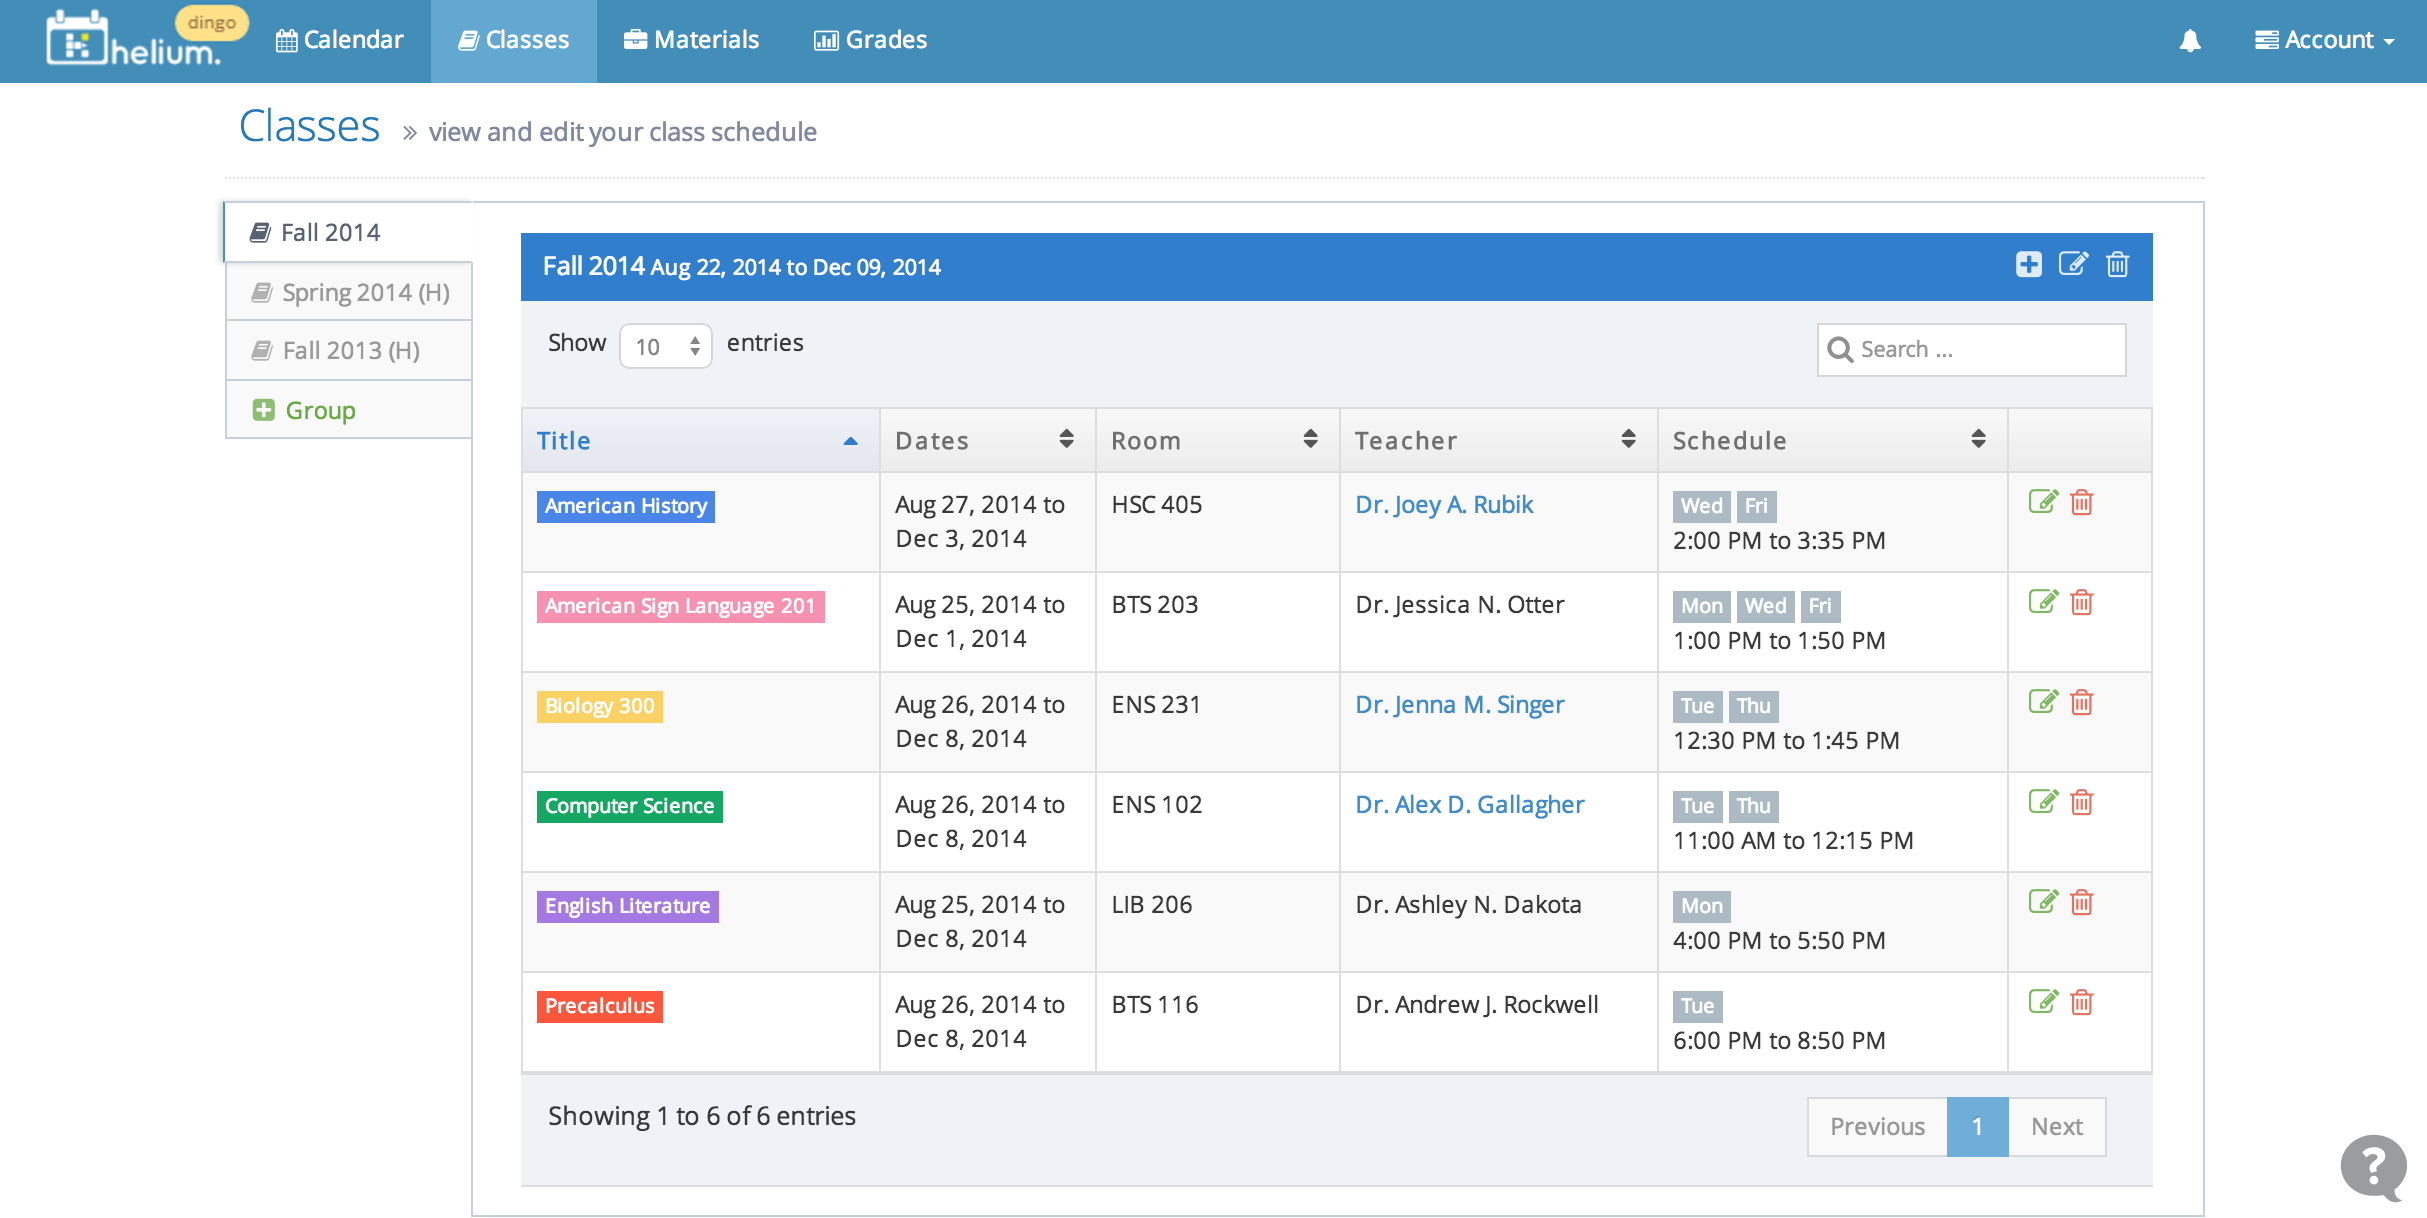 helium.
dingo
Calendar
Classes
Materials
Grades
Account
Classes » view and edit your class schedule
Fall 2014
Spring 2014 (H)
Fall 2013 (H)
Group
Fall 2014 Aug 22, 2014 to Dec 09, 2014
Show 10 entries
Search ...
Title Dates Room Teacher Schedule
American History
Aug 27, 2014 to
Dec 3, 2014
HSC 405
Dr. Joey A. Rubik
Wed Fri
2:00 PM to 3:35 PM
American Sign Language 201
Aug 25, 2014 to
Dec 1, 2014
BTS 203
Dr. Jessica N. Otter
Mon Wed Fri
1:00 PM to 1:50 PM
Biology 300
Aug 26, 2014 to
Dec 8, 2014
ENS 231
Dr. Jenna M. Singer
Tue Thu
12:30 PM to 1:45 PM
Computer Science
Aug 26, 2014 to
Dec 8, 2014
ENS 102
Dr. Alex D. Gallagher
Tue Thu
11:00 AM to 12:15 PM
English Literature
Aug 25, 2014 to
Dec 8, 2014
LIB 206
Dr. Ashley N. Dakota
Mon
4:00 PM to 5:50 PM
Precalculus
Aug 26, 2014 to
Dec 8, 2014
BTS 116
Dr. Andrew J. Rockwell
Tue
6:00 PM to 8:50 PM
Showing 1 to 6 of 6 entries
Previous 1 Next
?